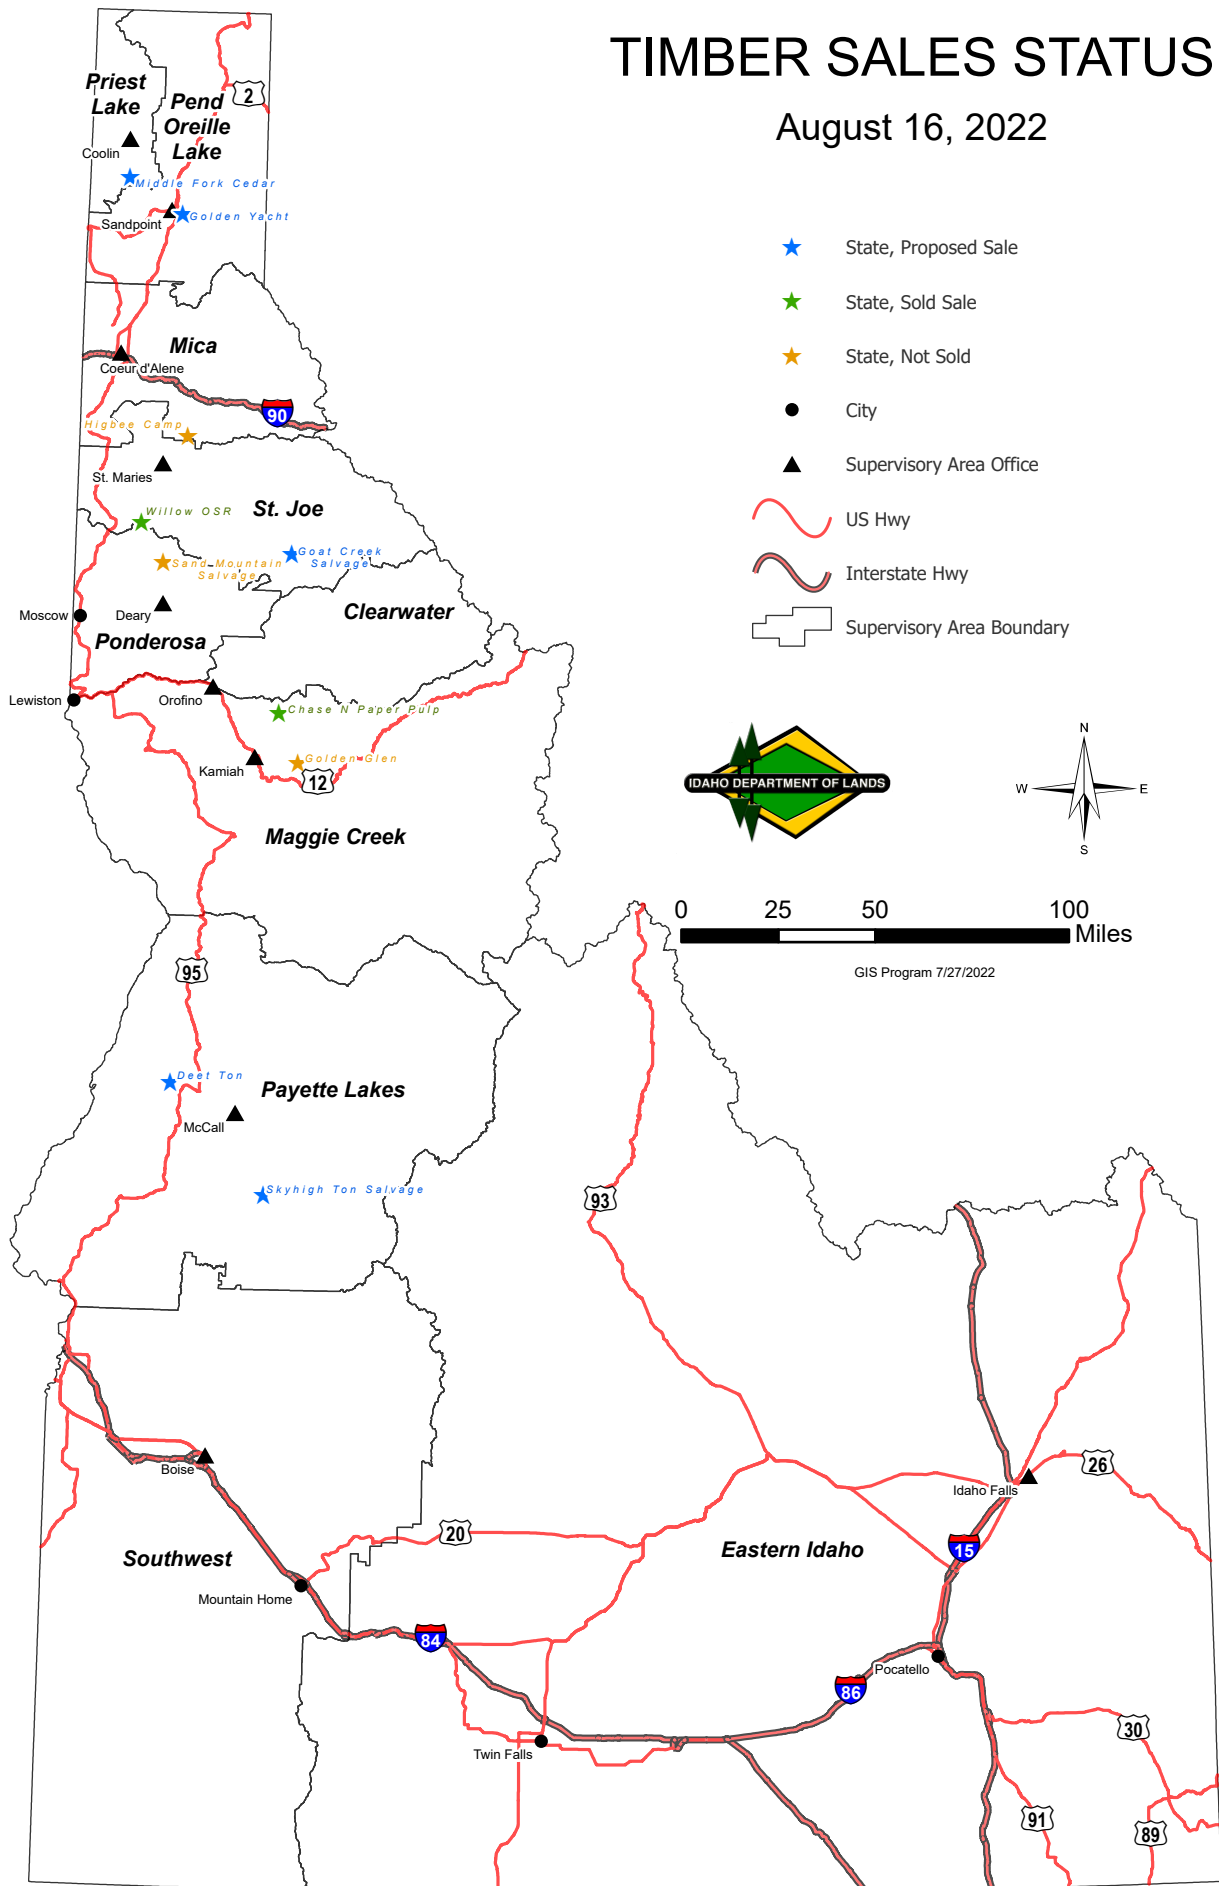 TIMBER SALES STATUS
August 16, 2022
Priest
Lake
Pend
Oreille
Lake
2
Coolin
Middle Fork Cedar
Sandpoint
Golden Yacht
State, Proposed Sale
State, Sold Sale
State, Not Sold
City
Supervisory Area Office
US Hwy
Interstate Hwy
Supervisory Area Boundary
Mica
Coeur d'Alene
90
Higbee Camp
St. Maries
Willow OSR
St. Joe
Goat Creek
Salvage
Sand Mountain
Salvage
Moscow
Deary
Clearwater
Ponderosa
Lewiston
Orofino
Chase N Paper Pulp
Golden Glen
Kamiah
12
Maggie Creek
IDAHO DEPARTMENT OF LANDS
N
W
E
S
0 25 50 100
Miles
GIS Program 7/27/2022
95
Deet Ton
Payette Lakes
McCall
Skyhigh Ton Salvage
93
Boise
Idaho Falls
26
20
15
Southwest
Eastern Idaho
Mountain Home
84
Pocatello
86
Twin Falls
30
91
89